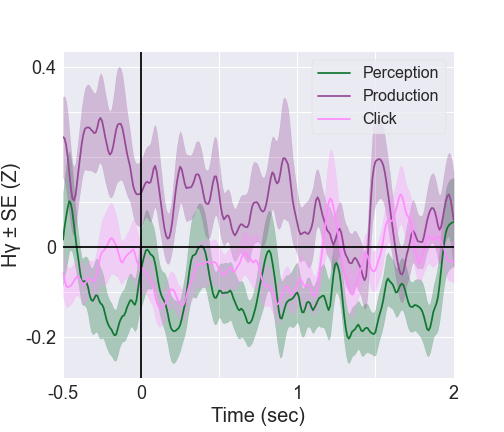 0.4
Perception
Production
Click
Hγ ± SE (Z)
0
-0.2
-0.5 0 1 2
Time (sec)